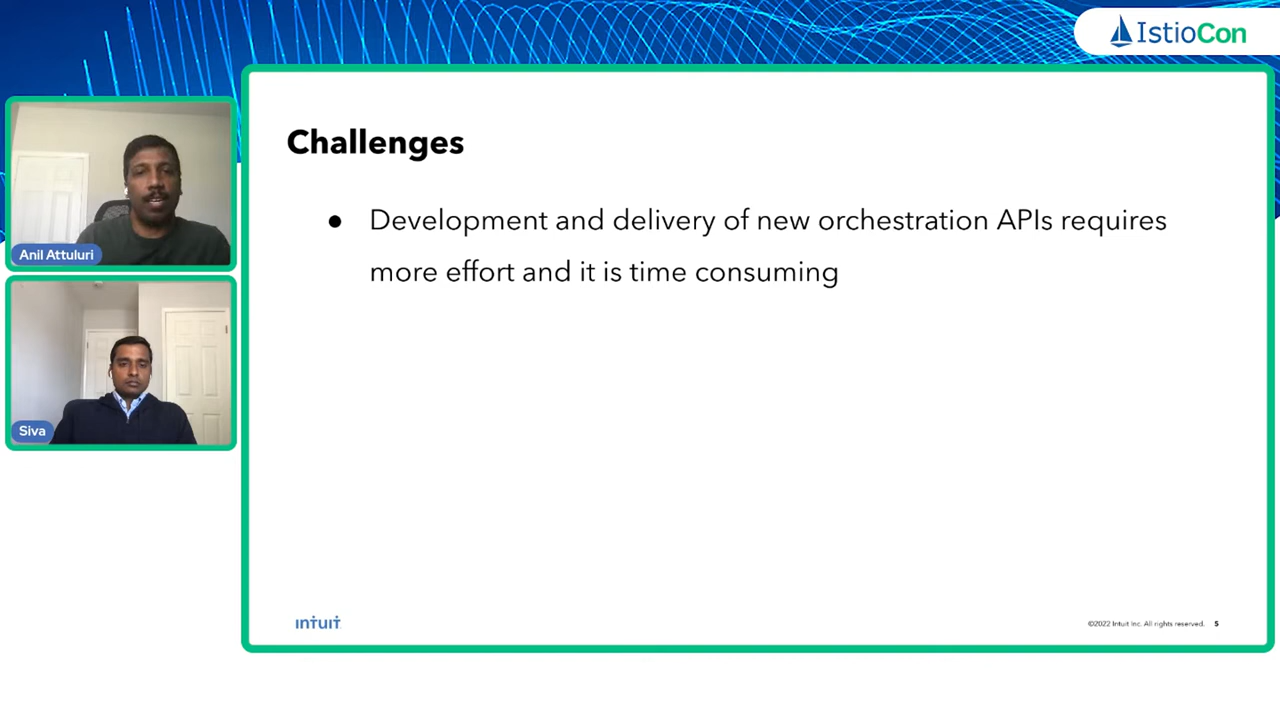 IstioCon
Challenges
● Development and delivery of new orchestration APIs requires
more effort and it is time consuming
Anil Attuluri
Siva
INTUIT
©2022 Intuit Inc. All rights reserved. 5